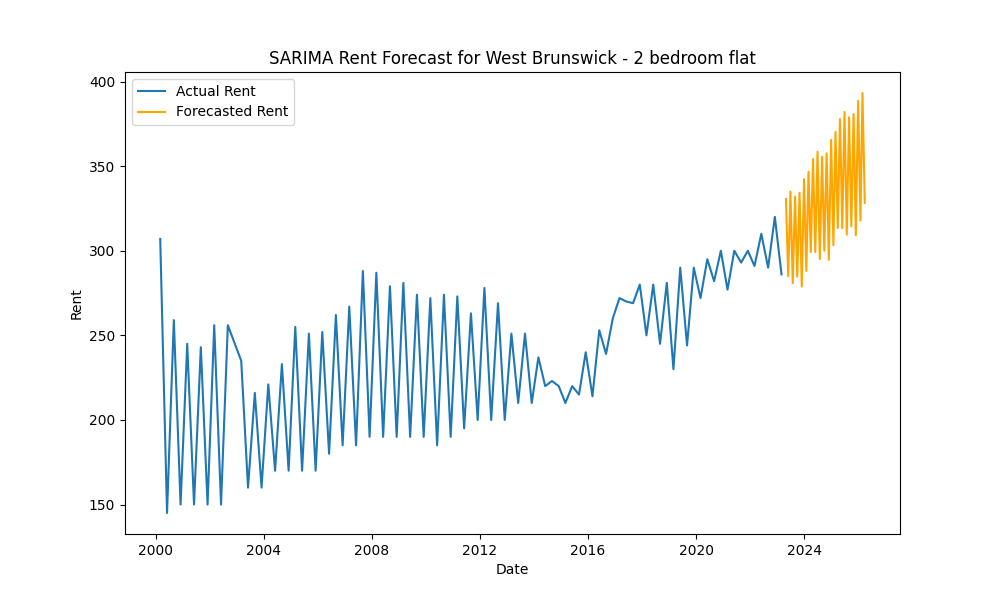 SARIMA Rent Forecast for West Brunswick - 2 bedroom flat
Actual Rent
Forecasted Rent
400
350
300
250
200
150
Rent
2000 2004 2008 2012 2016 2020 2024
Date